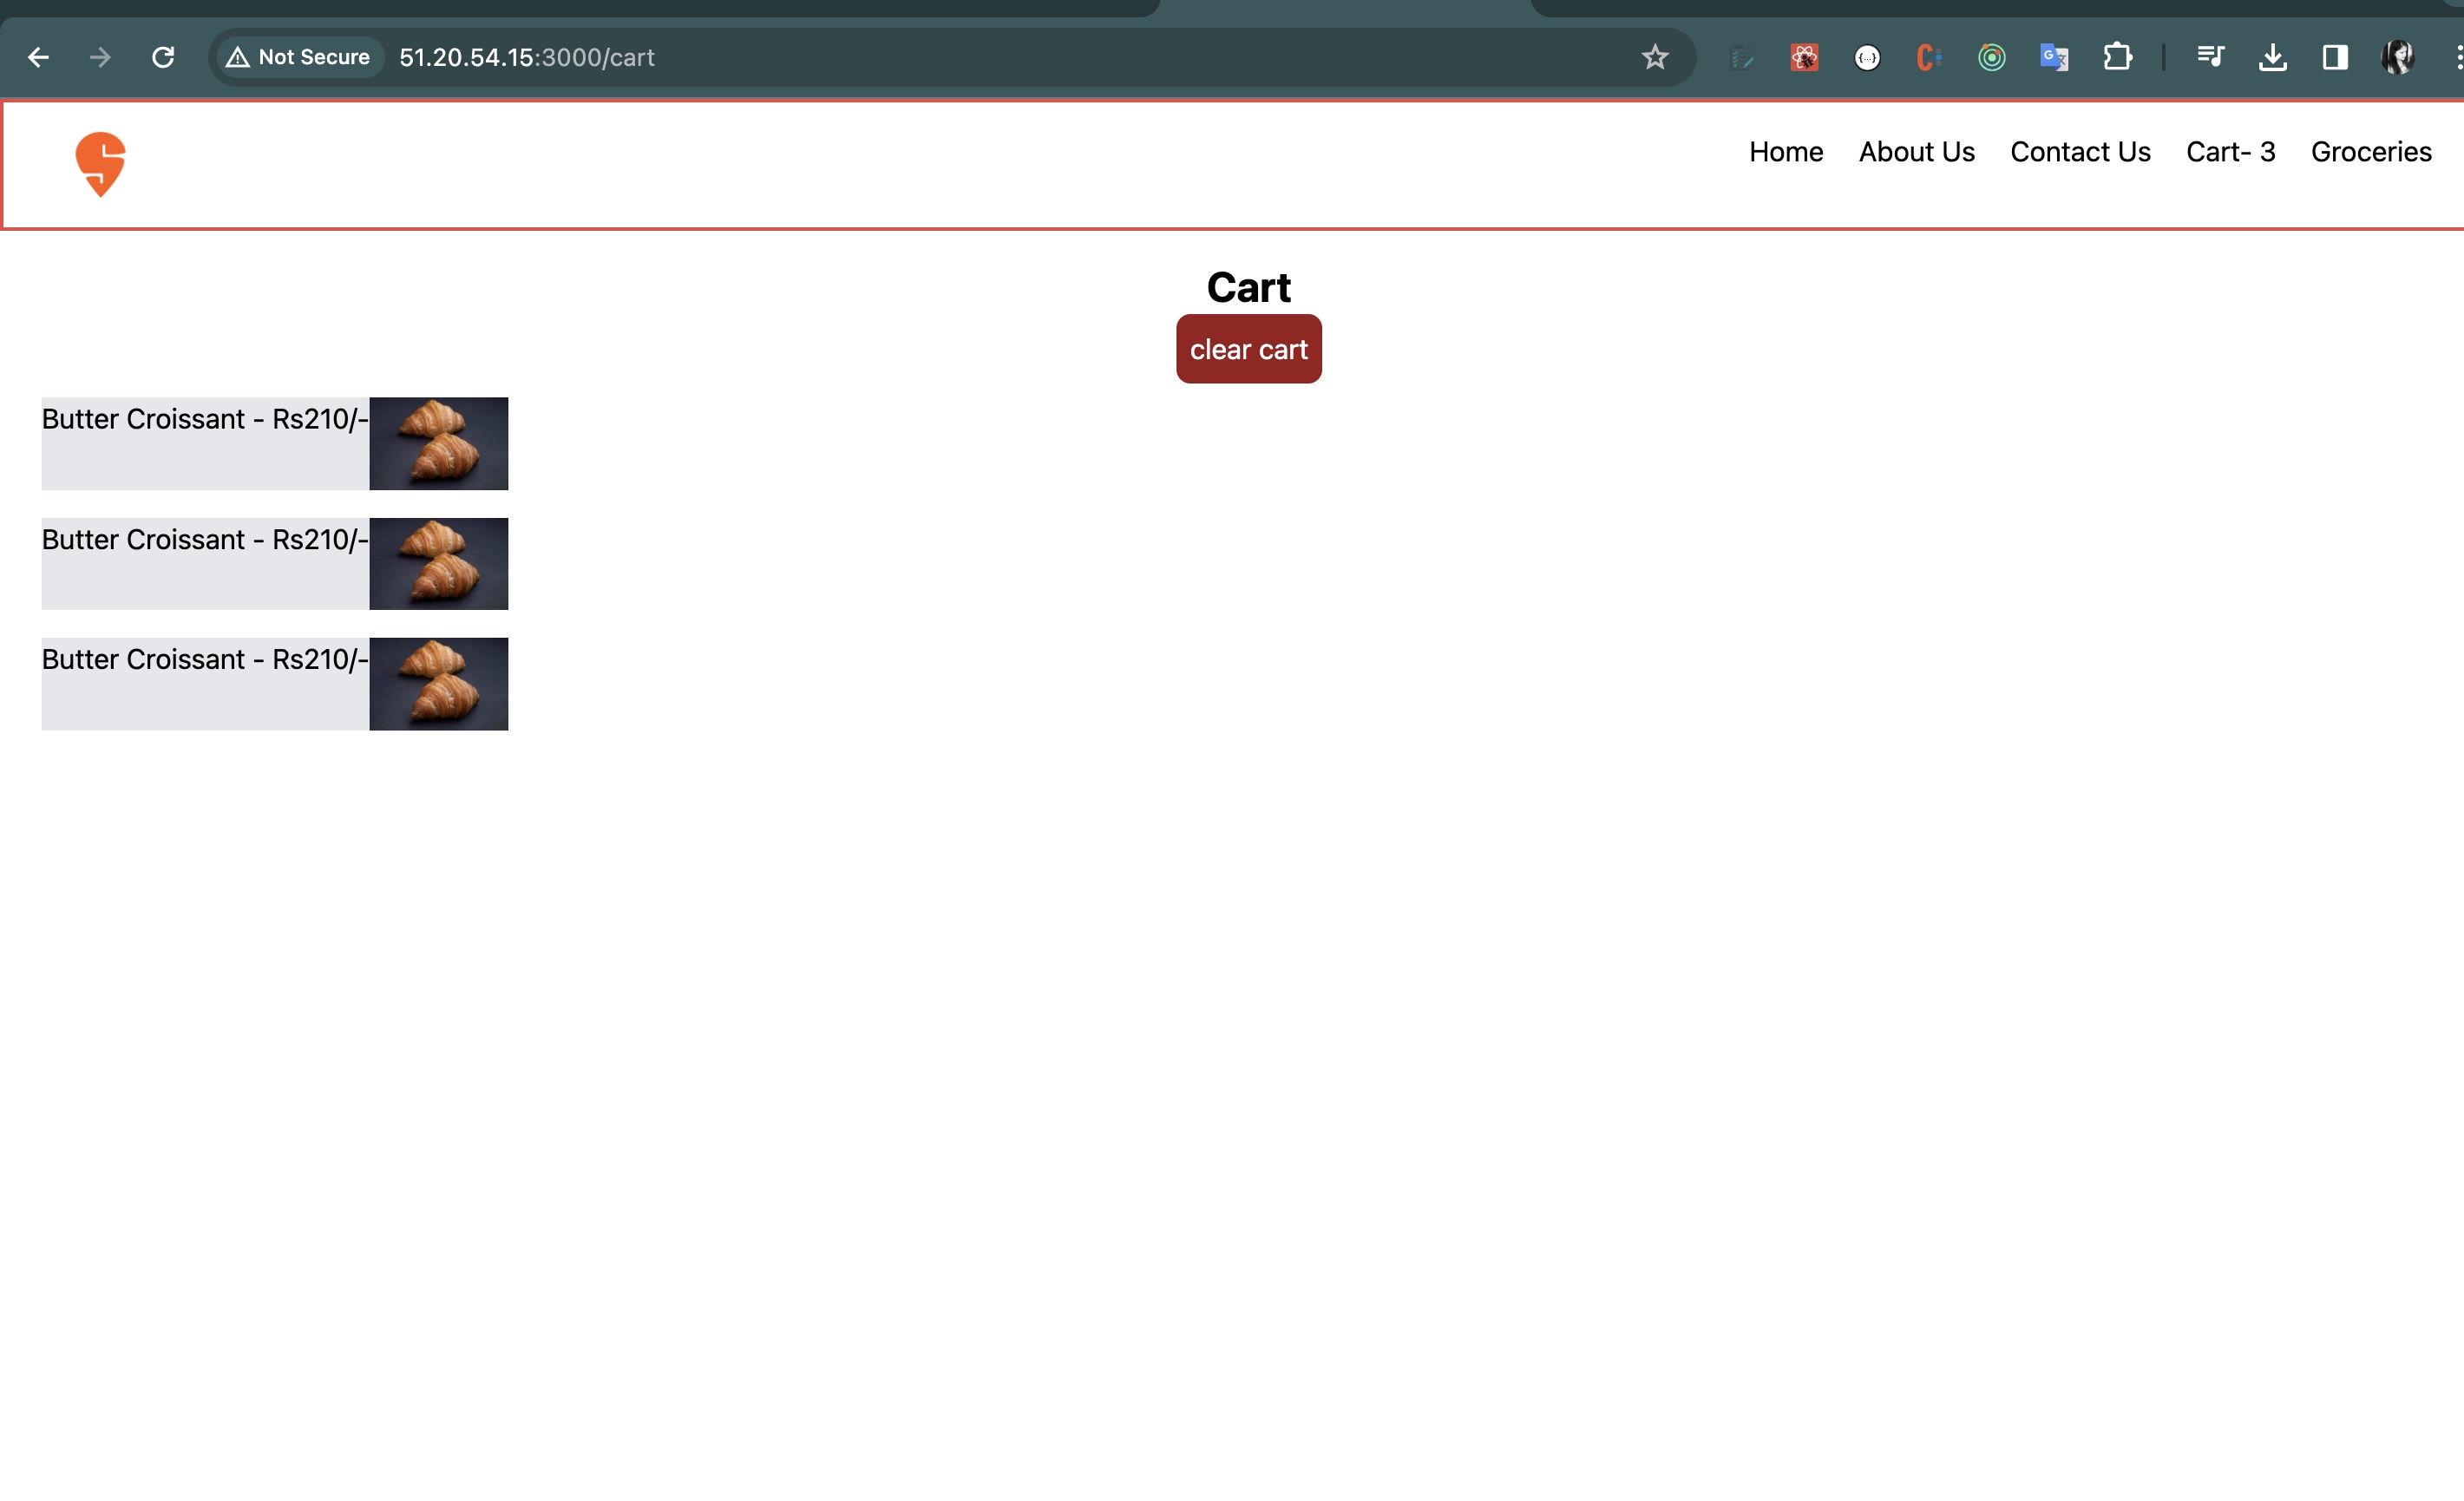 Not Secure 51.20.54.15:3000/cart
Home About Us Contact Us Cart- 3 Groceries
Cart
clear cart
Butter Croissant - Rs210/-
Butter Croissant - Rs210/-
Butter Croissant - Rs210/-